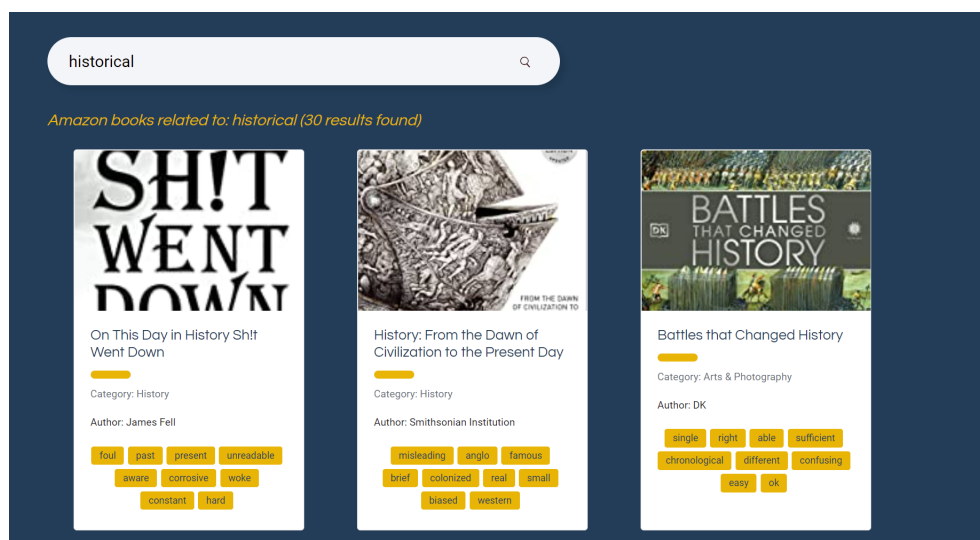 historical
Amazon books related to: historical (30 results found)
SH!T
WENT
DOWN
On This Day in History Sh!t
Went Down
Category: History
Author: James Fell
foul past present unreadable
aware corrosive woke
constant hard
UPDATED
FROM THE DAWN
OF CIVILIZATION TO
History: From the Dawn of
Civilization to the Present Day
Category: History
Author: Smithsonian Institution
misleading anglo famous
brief colonized real small
biased western
DK
BATTLES
THAT CHANGED
HISTORY
Battles that Changed History
Category: Arts & Photography
Author: DK
single right able sufficient
chronological different confusing
easy ok